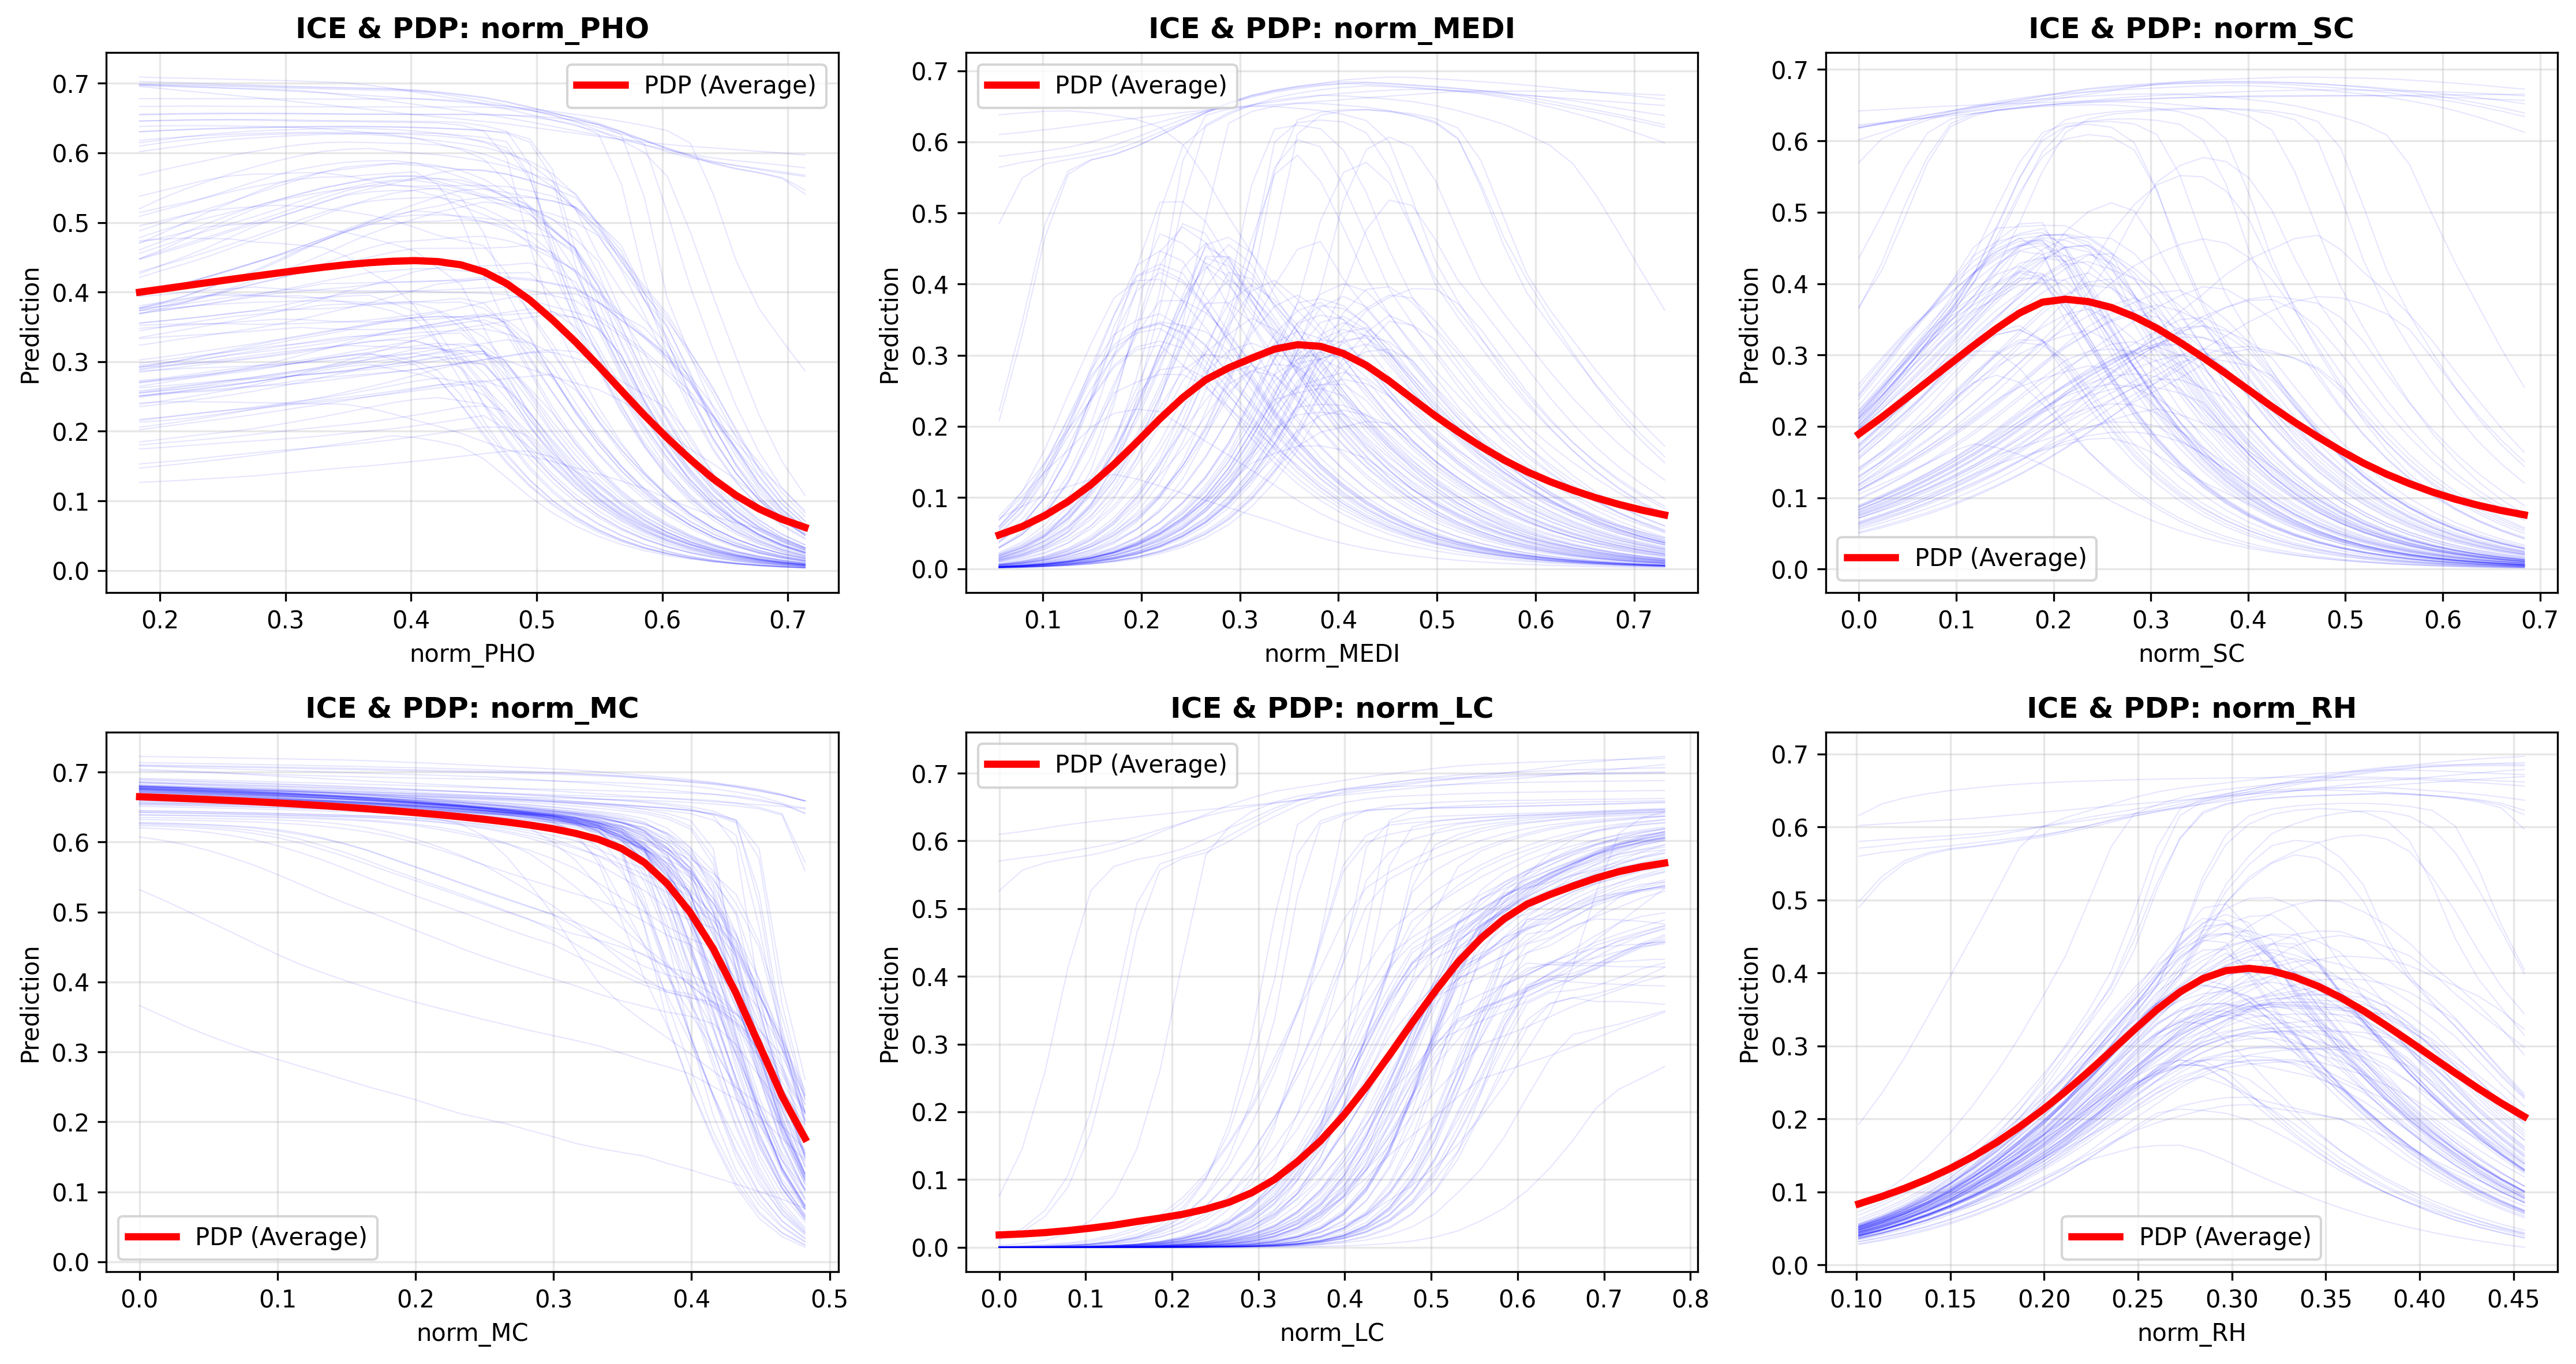 ICE & PDP: norm_PHO
PDP (Average)
Prediction
0.7
0.6
0.5
0.4
0.3
0.2
0.1
0.0
0.2 0.3 0.4 0.5 0.6 0.7
norm_PHO
ICE & PDP: norm_MEDI
PDP (Average)
Prediction
0.7
0.6
0.5
0.4
0.3
0.2
0.1
0.0
0.1 0.2 0.3 0.4 0.5 0.6 0.7
norm_MEDI
ICE & PDP: norm_SC
Prediction
0.7
0.6
0.5
0.4
0.3
0.2
0.1
0.0
PDP (Average)
0.0 0.1 0.2 0.3 0.4 0.5 0.6 0.7
norm_SC
ICE & PDP: norm_MC
Prediction
0.7
0.6
0.5
0.4
0.3
0.2
0.1
0.0
PDP (Average)
0.0 0.1 0.2 0.3 0.4 0.5
norm_MC
ICE & PDP: norm_LC
PDP (Average)
Prediction
0.7
0.6
0.5
0.4
0.3
0.2
0.1
0.0
0.0 0.1 0.2 0.3 0.4 0.5 0.6 0.7 0.8
norm_LC
ICE & PDP: norm_RH
Prediction
0.7
0.6
0.5
0.4
0.3
0.2
0.1
0.0
PDP (Average)
0.10 0.15 0.20 0.25 0.30 0.35 0.40 0.45
norm_RH